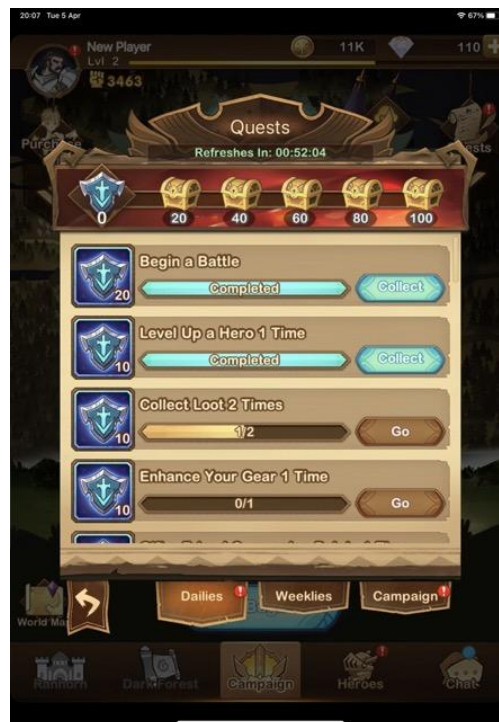 20:07 Tue 5 Apr
67%
New Player
Lvl 2
11K
110
3463
Quests
Refreshes In: 00:52:04
0
20
40
60
80
100
Begin a Battle
20
Completed
Collect
Level Up a Hero 1 Time
10
Completed
Collect
Collect Loot 2 Times
10
1/2
Go
Enhance Your Gear 1 Time
10
0/1
Go
World Map
Dailies
Weeklies
Campaign
Ranhorn
Dark Forest
Campaign
Heroes
Chat